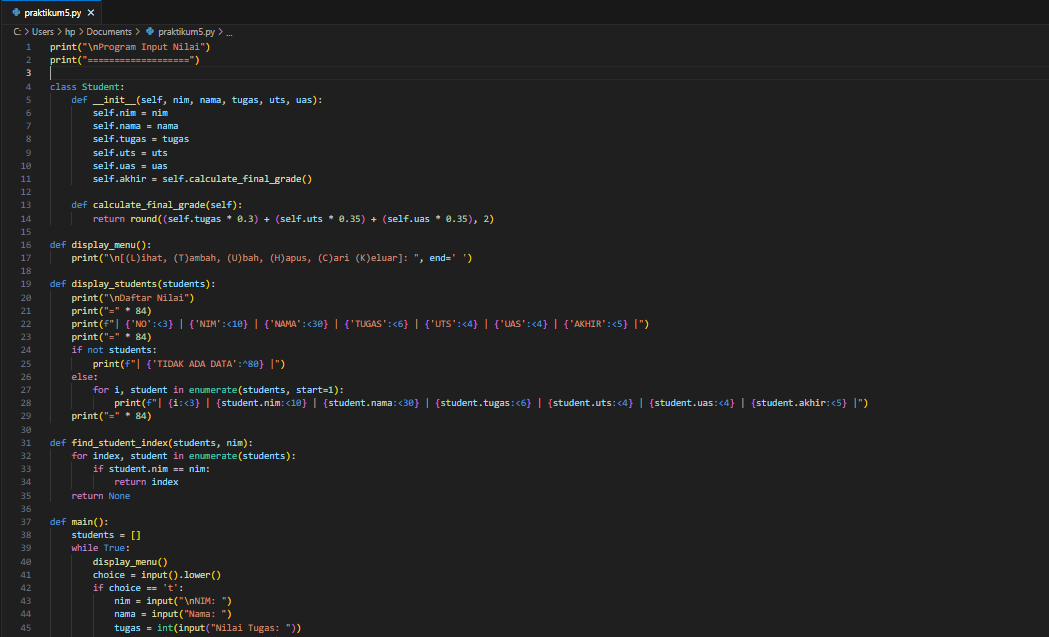 praktikum5.py ×
C: > Users > hp > Documents > praktikum5.py > ...
1 print("\nProgram Input Nilai")
2 print("===================")
3
4 class Student:
5     def __init__(self, nim, nama, tugas, uts, uas):
6         self.nim = nim
7         self.nama = nama
8         self.tugas = tugas
9         self.uts = uts
10         self.uas = uas
11         self.akhir = self.calculate_final_grade()
12
13     def calculate_final_grade(self):
14         return round((self.tugas * 0.3) + (self.uts * 0.35) + (self.uas * 0.35), 2)
15
16 def display_menu():
17     print("\n[(L)ihat, (T)ambah, (U)bah, (H)apus, (C)ari (K)eluar]: ", end=' ')
18
19 def display_students(students):
20     print("\nDaftar Nilai")
21     print("=" * 84)
22     print(f"| {'NO':<3} | {'NIM':<10} | {'NAMA':<30} | {'TUGAS':<6} | {'UTS':<4} | {'UAS':<4} | {'AKHIR':<5} |")
23     print("=" * 84)
24     if not students:
25         print(f"| {'TIDAK ADA DATA':^80} |")
26     else:
27         for i, student in enumerate(students, start=1):
28             print(f"| {i:<3} | {student.nim:<10} | {student.nama:<30} | {student.tugas:<6} | {student.uts:<4} | {student.uas:<4} | {student.akhir:<5} |")
29     print("=" * 84)
30
31 def find_student_index(students, nim):
32     for index, student in enumerate(students):
33         if student.nim == nim:
34             return index
35     return None
36
37 def main():
38     students = []
39     while True:
40         display_menu()
41         choice = input().lower()
42         if choice == 't':
43             nim = input("\nNIM: ")
44             nama = input("Nama: ")
45             tugas = int(input("Nilai Tugas: "))